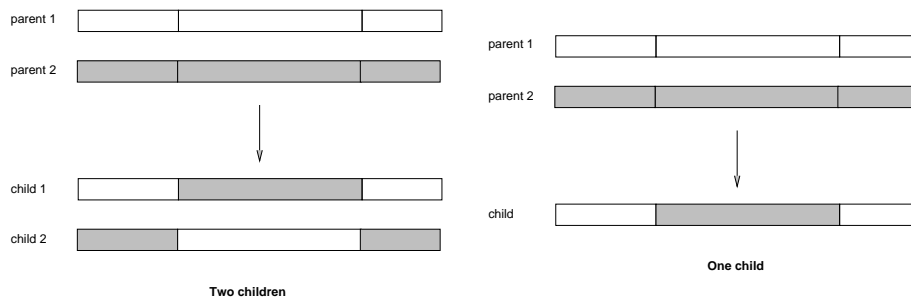 parent 1
parent 2
child 1
child 2
Two children
parent 1
parent 2
child
One child